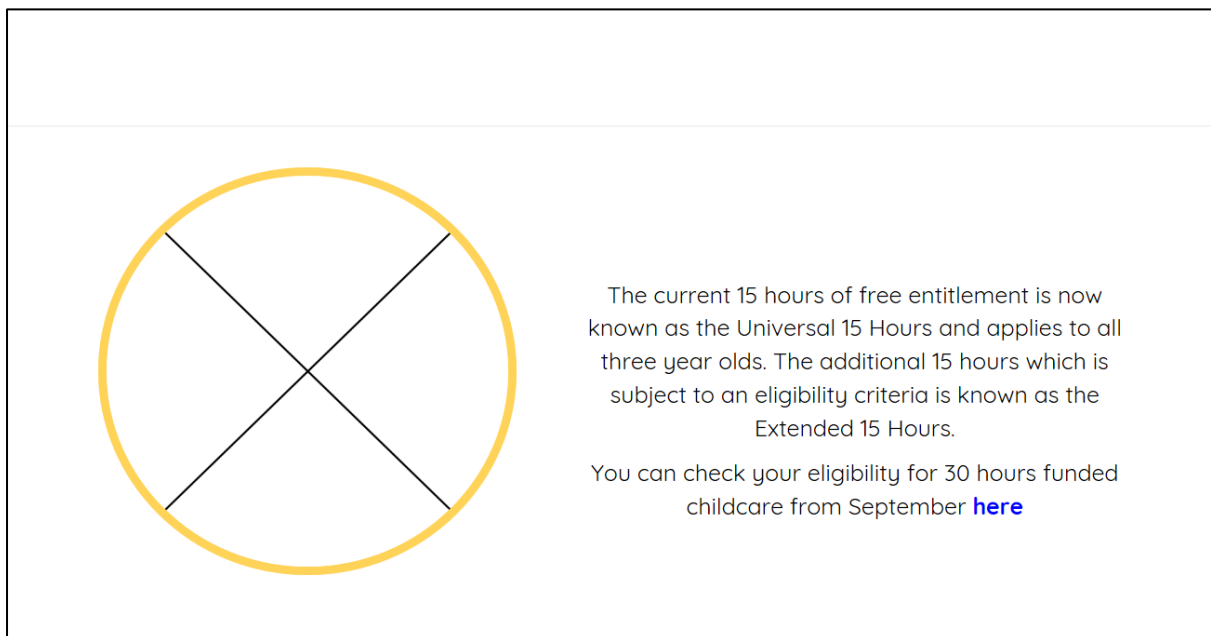 The current 15 hours of free entitlement is now
known as the Universal 15 Hours and applies to all
three year olds. The additional 15 hours which is
subject to an eligibility criteria is known as the
Extended 15 Hours.
You can check your eligibility for 30 hours funded
childcare from September here